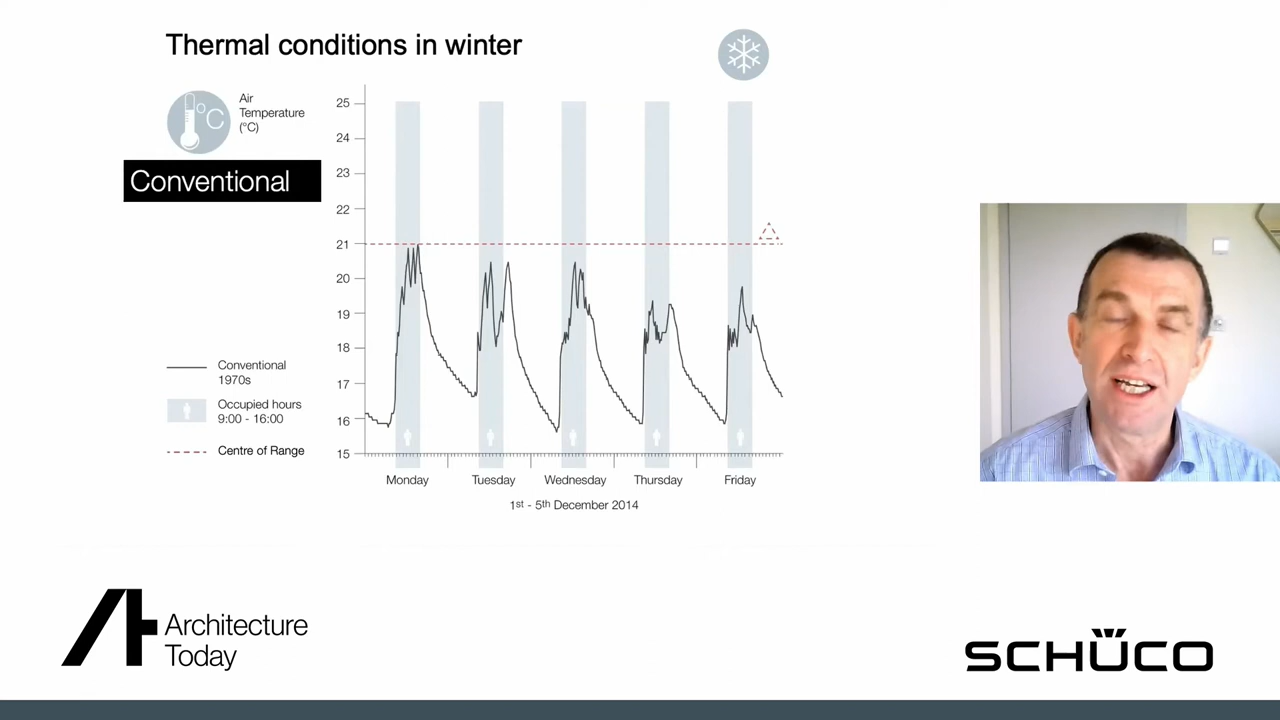 Thermal conditions in winter
°C
Air
Temperature
(°C)
Conventional
25
24
23
22
21
20
19
18
17
16
15
Conventional
1970s
Occupied hours
9:00 - 16:00
Centre of Range
Monday
Tuesday
Wednesday
Thursday
Friday
1st - 5th December 2014
Architecture
Today
SCHÜCO